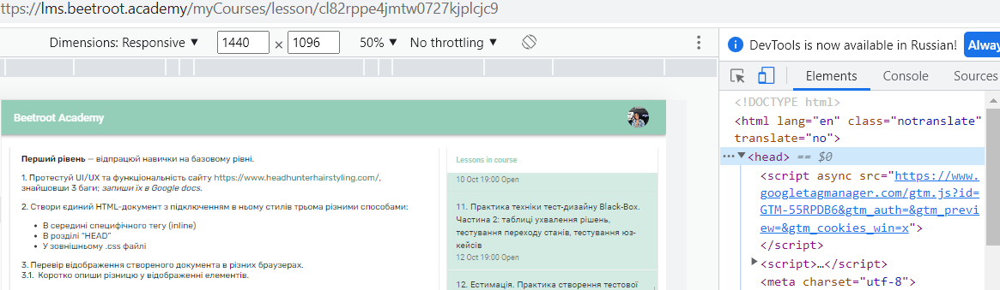 ttps://lms.beetroot.academy/myCourses/lesson/cl82rppe4jmtw0727kjplcjc9
Dimensions: Responsive ▼ 1440 × 1096 50% ▼ No throttling ▼
DevTools is now available in Russian! Alway
Elements Console Sources
Beetroot Academy
Перший рівень — відпрацюй навички на базовому рівні.
1. Протестуй UI/UX та функціональність сайту https://www.headhunterhairstyling.com/,
знайшовши 3 баги; запиши їх в Google docs.
2. Створи єдиний HTML-документ з підключенням в ньому стилів трьома різними способами:
• В середині специфічного тегу (inline)
• В розділі “HEAD”
• У зовнішньому .css файлі
3. Перевір відображення створеного документа в різних браузерах.
3.1. Коротко опиши різницю у відображенні елементів.
Lessons in course
10 Oct 19:00 Open
11. Практика техніки тест-дизайну Black-Box.
Частина 2: таблиці ухвалення рішень,
тестування переходу станів, тестування юз-
кейсів
12 Oct 19:00 Open
12. Естимація. Практика створення тестової
<!DOCTYPE html>
<html lang="en" class="notranslate"
translate="no">
<head> == $0
<script async src="https://www.
googletagmanager.com/gtm.js?id=
GTM-55RPDB6&gtm_auth=&gtm_previ
ew=&gtm_cookies_win=x">
</script>
<script>…</script>
<meta charset="utf-8">